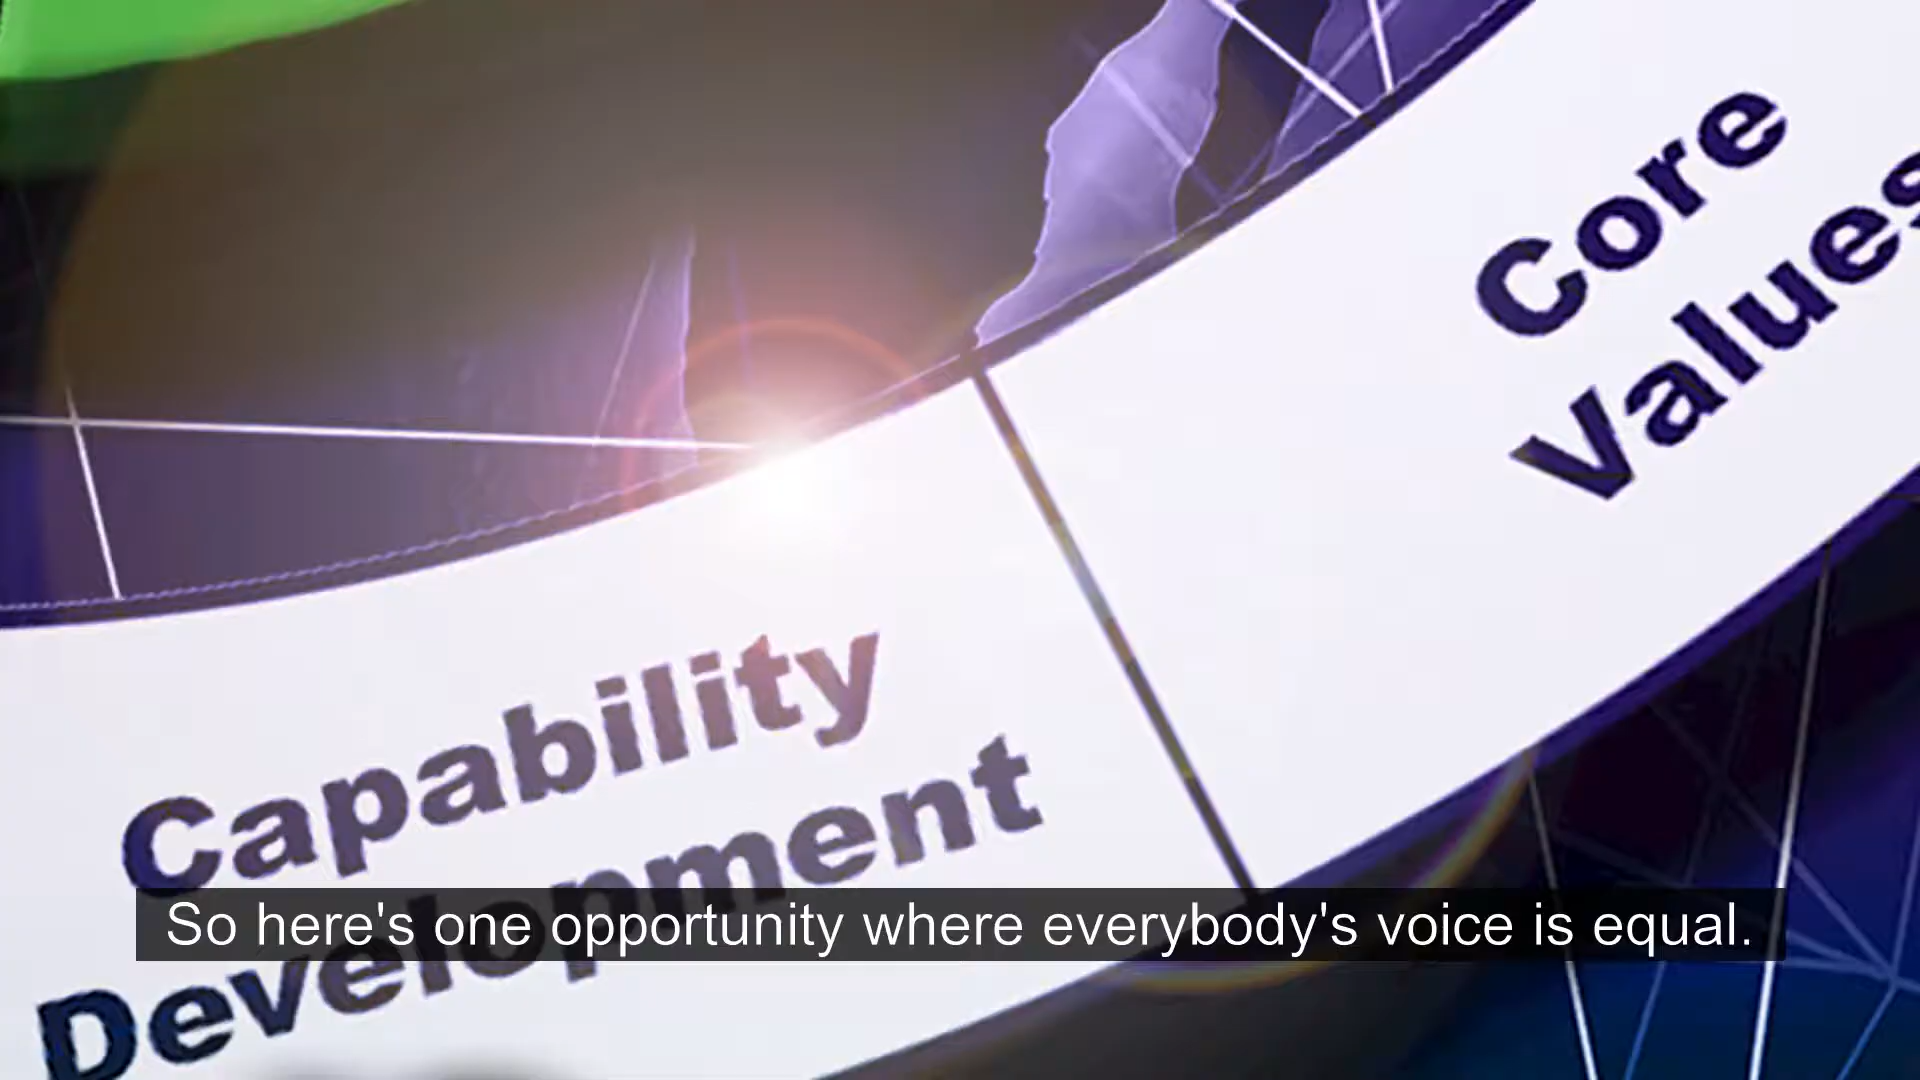 Core
Values
Capability
Development
So here's one opportunity where everybody's voice is equal.